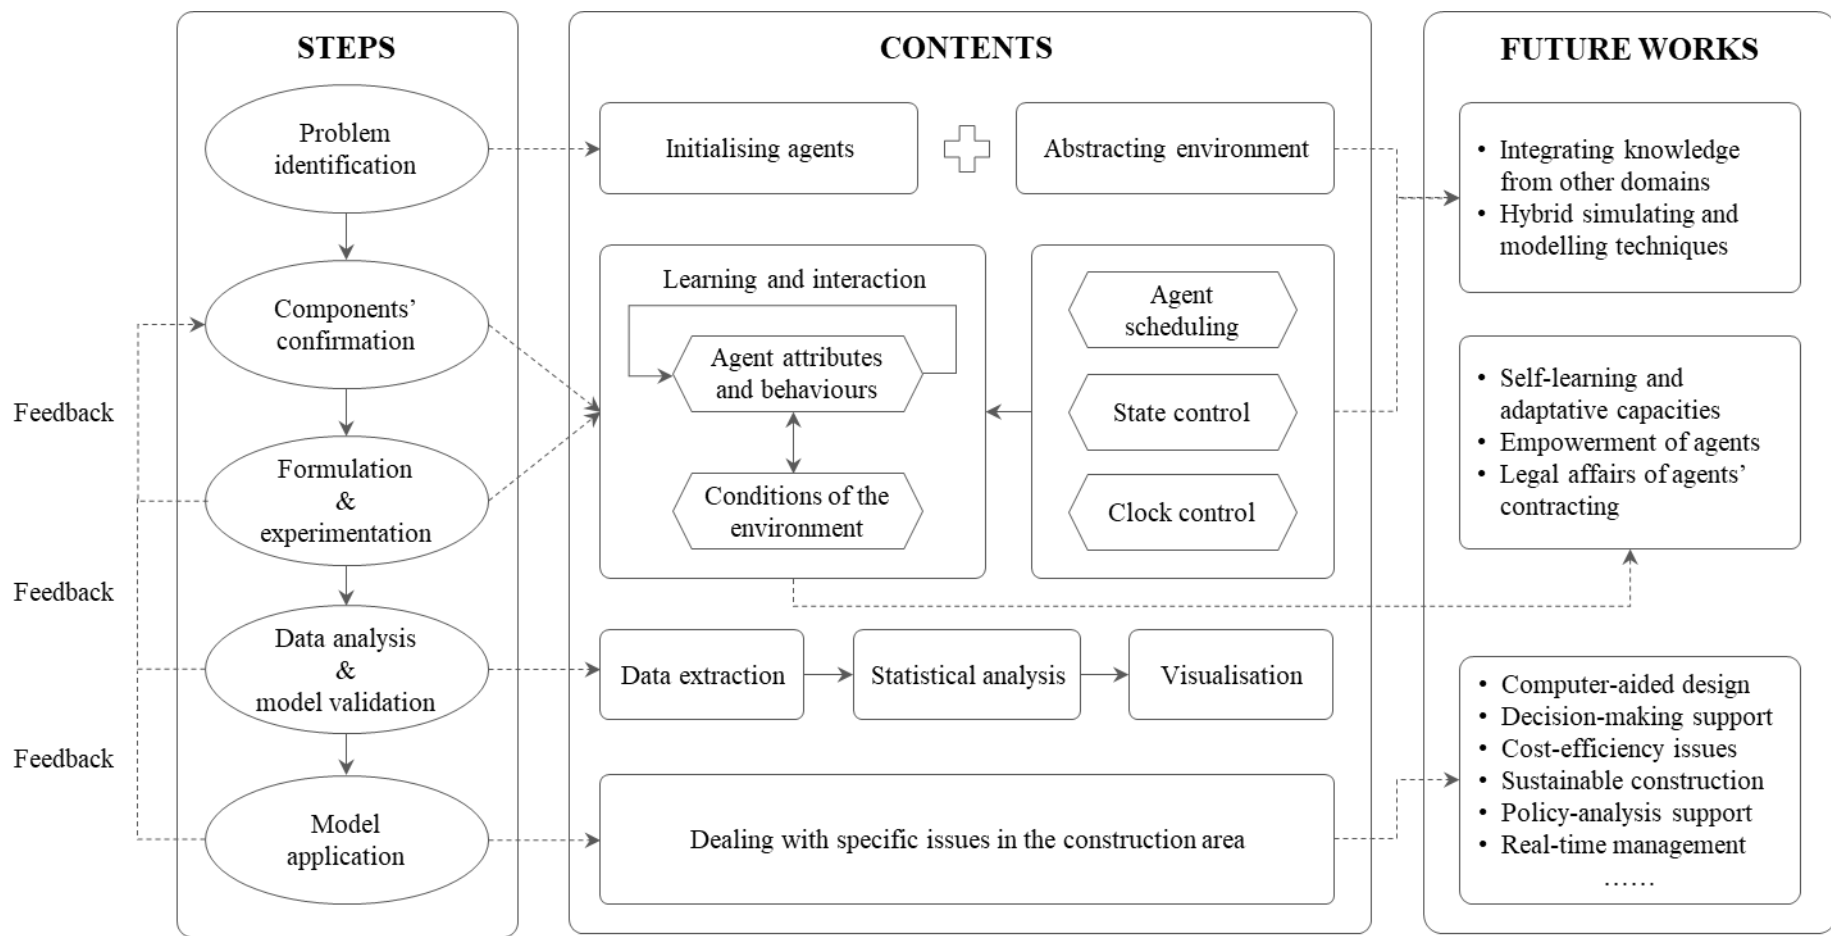 STEPS
Problem
identification
Components’
confirmation
Formulation
&
experimentation
Data analysis
&
model validation
Model
application
Feedback
Feedback
Feedback
CONTENTS
Initialising agents
Abstracting environment
Learning and interaction
Agent attributes
and behaviours
Conditions of the
environment
Agent
scheduling
State control
Clock control
Data extraction
Statistical analysis
Visualisation
Dealing with specific issues in the construction area
FUTURE WORKS
• Integrating knowledge
from other domains
• Hybrid simulating and
modelling techniques
• Self-learning and
adaptative capacities
• Empowerment of agents
• Legal affairs of agents’
contracting
• Computer-aided design
• Decision-making support
• Cost-efficiency issues
• Sustainable construction
• Policy-analysis support
• Real-time management
……